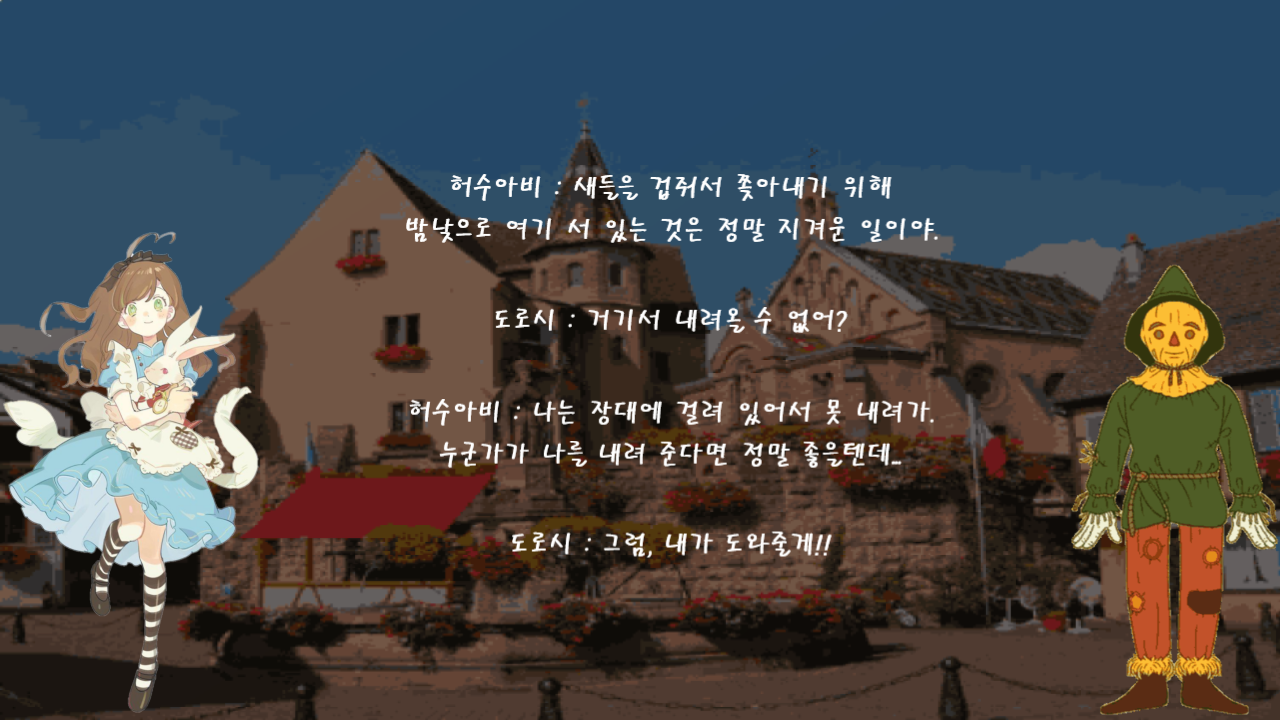 허수아비 : 새들을 겁줘서 쫓아내기 위해
밤낮으로 여기 서 있는 것은 정말 지겨운 일이야.
도로시 : 거기서 내려올 수 없어?
허수아비 : 나는 장대에 걸려 있어서 못 내려가.
누군가가 나를 내려 준다면 정말 좋을텐데...
도로시 : 그럼, 내가 도와줄게!!